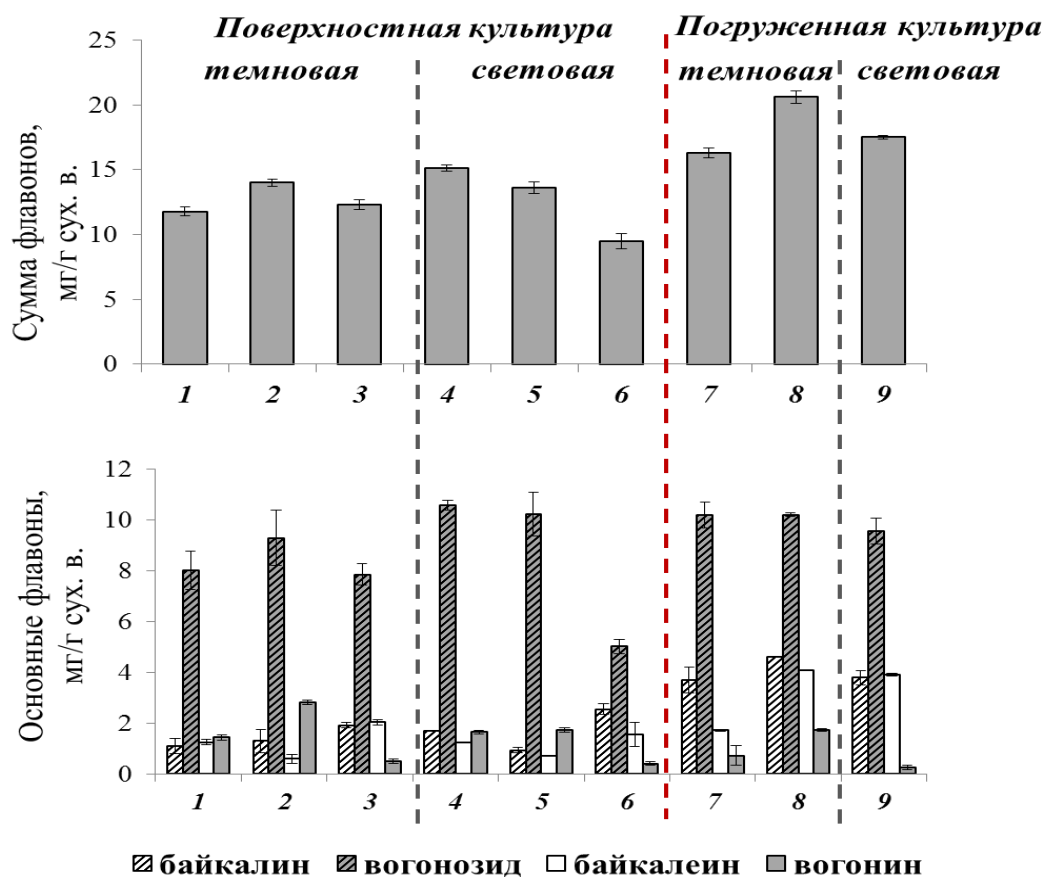 Поверхностная культура
Погруженная культура
темновая
световая
темновая
световая
Сумма флавонов,
мг/г сух. в.
25
20
15
10
5
0
1 2 3 4 5 6 7 8 9
Основные флавоны,
мг/г сух. в.
12
10
8
6
4
2
0
1 2 3 4 5 6 7 8 9
байкалин вогонозид байкалеин вогонин